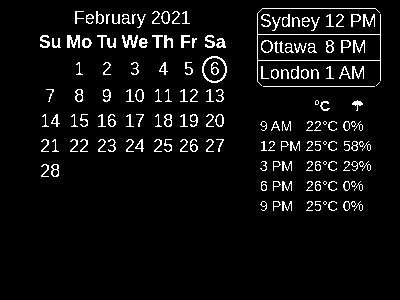 February 2021
Su Mo Tu We Th Fr Sa
1 2 3 4 5 6
7 8 9 10 11 12 13
14 15 16 17 18 19 20
21 22 23 24 25 26 27
28
Sydney 12 PM
Ottawa 8 PM
London 1 AM
°C
9 AM 22°C 0%
12 PM 25°C 58%
3 PM 26°C 29%
6 PM 26°C 0%
9 PM 25°C 0%